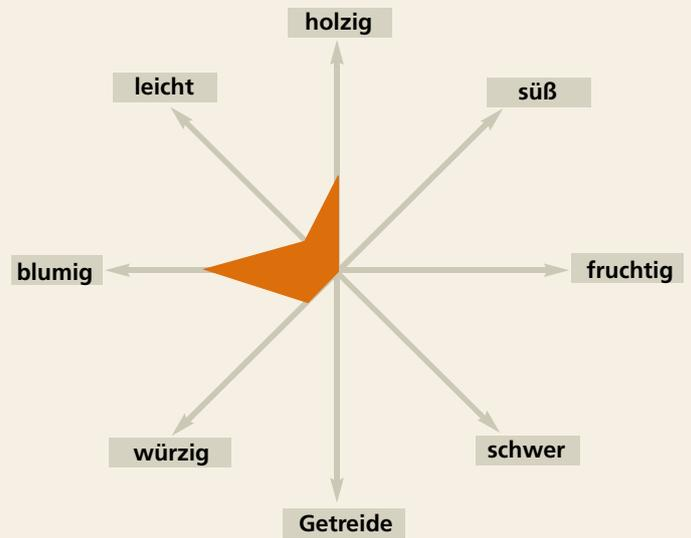 holzig
leicht
süß
blumig
fruchtig
würzig
schwer
Getreide